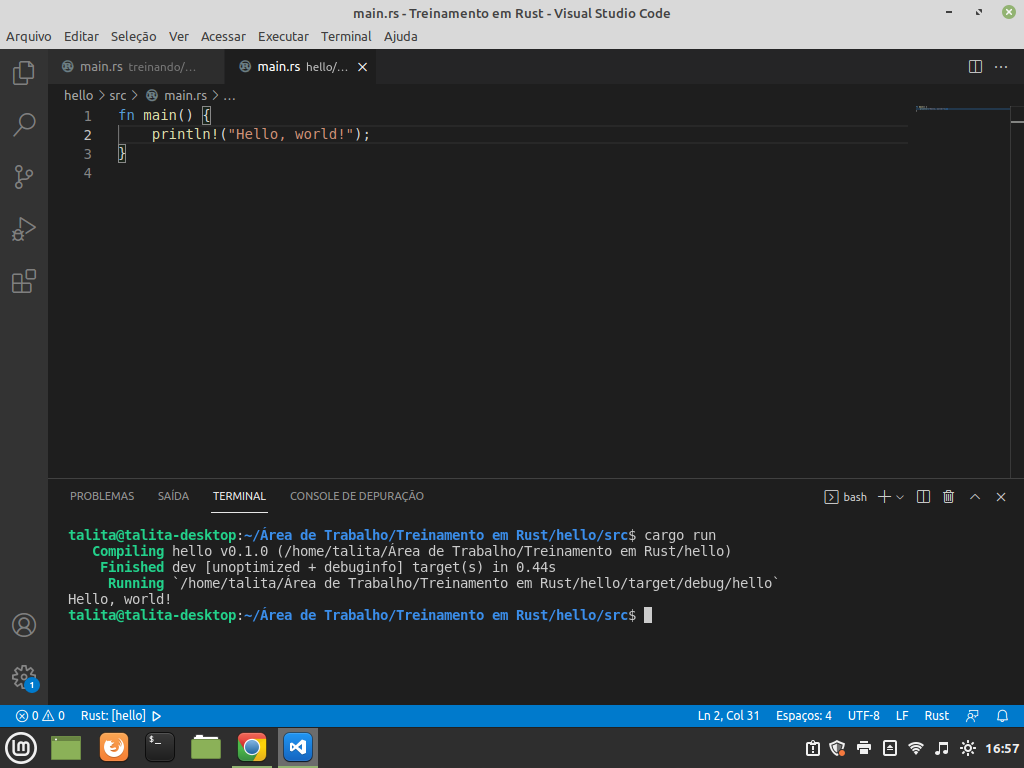 main.rs - Treinamento em Rust - Visual Studio Code
Arquivo Editar Seleção Ver Acessar Executar Terminal Ajuda
main.rs treinando/... main.rs hello/...
hello > src > main.rs > ...
1 fn main() {
2 println!("Hello, world!");
3 }
4
PROBLEMAS SAÍDA TERMINAL CONSOLE DE DEPURAÇÃO bash
talita@talita-desktop:~/Área de Trabalho/Treinamento em Rust/hello/src$ cargo run
Compiling hello v0.1.0 (/home/talita/Área de Trabalho/Treinamento em Rust/hello)
Finished dev [unoptimized + debuginfo] target(s) in 0.44s
Running `/home/talita/Área de Trabalho/Treinamento em Rust/hello/target/debug/hello`
Hello, world!
talita@talita-desktop:~/Área de Trabalho/Treinamento em Rust/hello/src$
1
0 0 Rust: [hello] Ln 2, Col 31 Espaços: 4 UTF-8 LF Rust
16:57